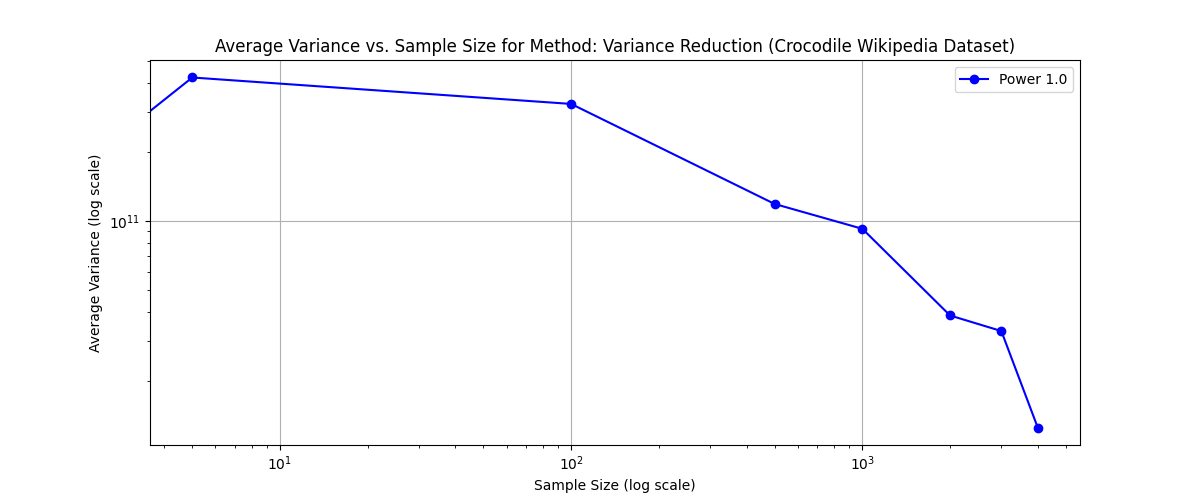 Average Variance vs. Sample Size for Method: Variance Reduction (Crocodile Wikipedia Dataset)
Power 1.0
Average Variance (log scale)
10¹¹
10¹ 10² 10³
Sample Size (log scale)